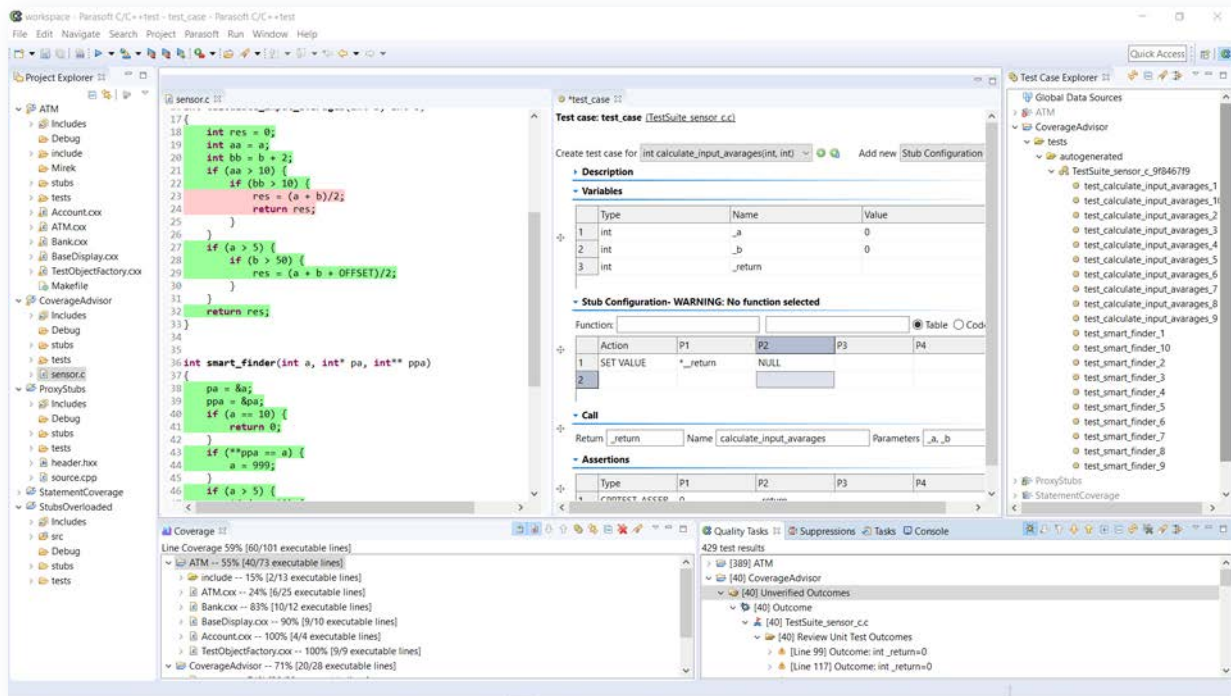 workspace - Parasoft C/C++test - test_case - Parasoft C/C++test
File Edit Navigate Search Project Parasoft Run Window Help
Quick Access
Project Explorer
ATM
Includes
Debug
include
Mirek
stubs
tests
Account.cxx
ATM.cxx
Bank.cxx
BaseDisplay.cxx
TestObjectFactory.cxx
Makefile
CoverageAdvisor
Includes
Debug
stubs
tests
sensor.c
ProxyStubs
Includes
Debug
stubs
tests
header.hxx
source.cpp
StatementCoverage
StubsOverloaded
Includes
src
Debug
stubs
tests
sensor.c
17 {
18 int res = 0;
19 int aa = a;
20 int bb = b + 2;
21 if (aa > 10) {
22 if (bb > 10) {
23 res = (a + b)/2;
24 return res;
25 }
26 }
27 if (a > 5) {
28 if (b > 50) {
29 res = (a + b + OFFSET)/2;
30 }
31 }
32 return res;
33 }
34
35
36 int smart_finder(int a, int* pa, int** ppa)
37 {
38 pa = &a;
39 ppa = &pa;
40 if (a == 10) {
41 return 0;
42 }
43 if (**ppa == a) {
44 a = 999;
45 }
46 if (a > 5) {
*test_case
Test case: test_case (TestSuite sensor c.c)
Create test case for int calculate_input_avarages(int, int) Add new Stub Configuration
Description
Variables
Type Name Value
1 int _a 0
2 int _b 0
3 int _return
Stub Configuration- WARNING: No function selected
Function: Table Code
Action P1 P2 P3 P4
1 SET VALUE *_return NULL
2
Call
Return _return Name calculate_input_avarages Parameters _a, _b
Assertions
Type P1 P2 P3 P4
Test Case Explorer
Global Data Sources
ATM
CoverageAdvisor
tests
autogenerated
TestSuite_sensor_c_9f8467f9
test_calculate_input_avarages_1
test_calculate_input_avarages_10
test_calculate_input_avarages_2
test_calculate_input_avarages_3
test_calculate_input_avarages_4
test_calculate_input_avarages_5
test_calculate_input_avarages_6
test_calculate_input_avarages_7
test_calculate_input_avarages_8
test_calculate_input_avarages_9
test_smart_finder_1
test_smart_finder_10
test_smart_finder_2
test_smart_finder_3
test_smart_finder_4
test_smart_finder_5
test_smart_finder_6
test_smart_finder_7
test_smart_finder_8
test_smart_finder_9
ProxyStubs
StatementCoverage
Coverage
Line Coverage 59% [60/101 executable lines]
ATM -- 55% [40/73 executable lines]
include -- 15% [2/13 executable lines]
ATM.cxx -- 24% [6/25 executable lines]
Bank.cxx -- 83% [10/12 executable lines]
BaseDisplay.cxx -- 90% [9/10 executable lines]
Account.cxx -- 100% [4/4 executable lines]
TestObjectFactory.cxx -- 100% [9/9 executable lines]
CoverageAdvisor -- 71% [20/28 executable lines]
Quality Tasks Suppressions Tasks Console
429 test results
[389] ATM
[40] CoverageAdvisor
[40] Unverified Outcomes
[40] Outcome
[40] TestSuite_sensor_c.c
[40] Review Unit Test Outcomes
[Line 99] Outcome: int _return=0
[Line 117] Outcome: int _return=0